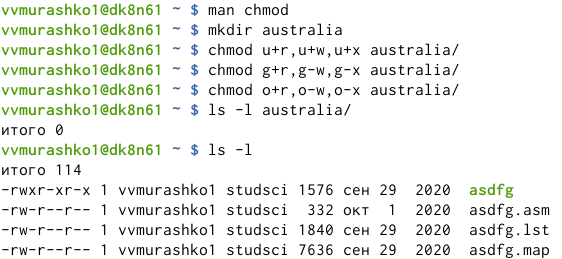 vvmurashko1@dk8n61 ~ $ man chmod
vvmurashko1@dk8n61 ~ $ mkdir australia
vvmurashko1@dk8n61 ~ $ chmod u+r,u+w,u+x australia/
vvmurashko1@dk8n61 ~ $ chmod g+r,g-w,g-x australia/
vvmurashko1@dk8n61 ~ $ chmod o+r,o-w,o-x australia/
vvmurashko1@dk8n61 ~ $ ls -l australia/
итого 0
vvmurashko1@dk8n61 ~ $ ls -l
итого 114
-rwxr-xr-x 1 vvmurashko1 studsci 1576 сен 29  2020  asdfg
-rw-r--r-- 1 vvmurashko1 studsci  332 окт  1  2020  asdfg.asm
-rw-r--r-- 1 vvmurashko1 studsci 1840 сен 29  2020  asdfg.lst
-rw-r--r-- 1 vvmurashko1 studsci 7636 сен 29  2020  asdfg.map